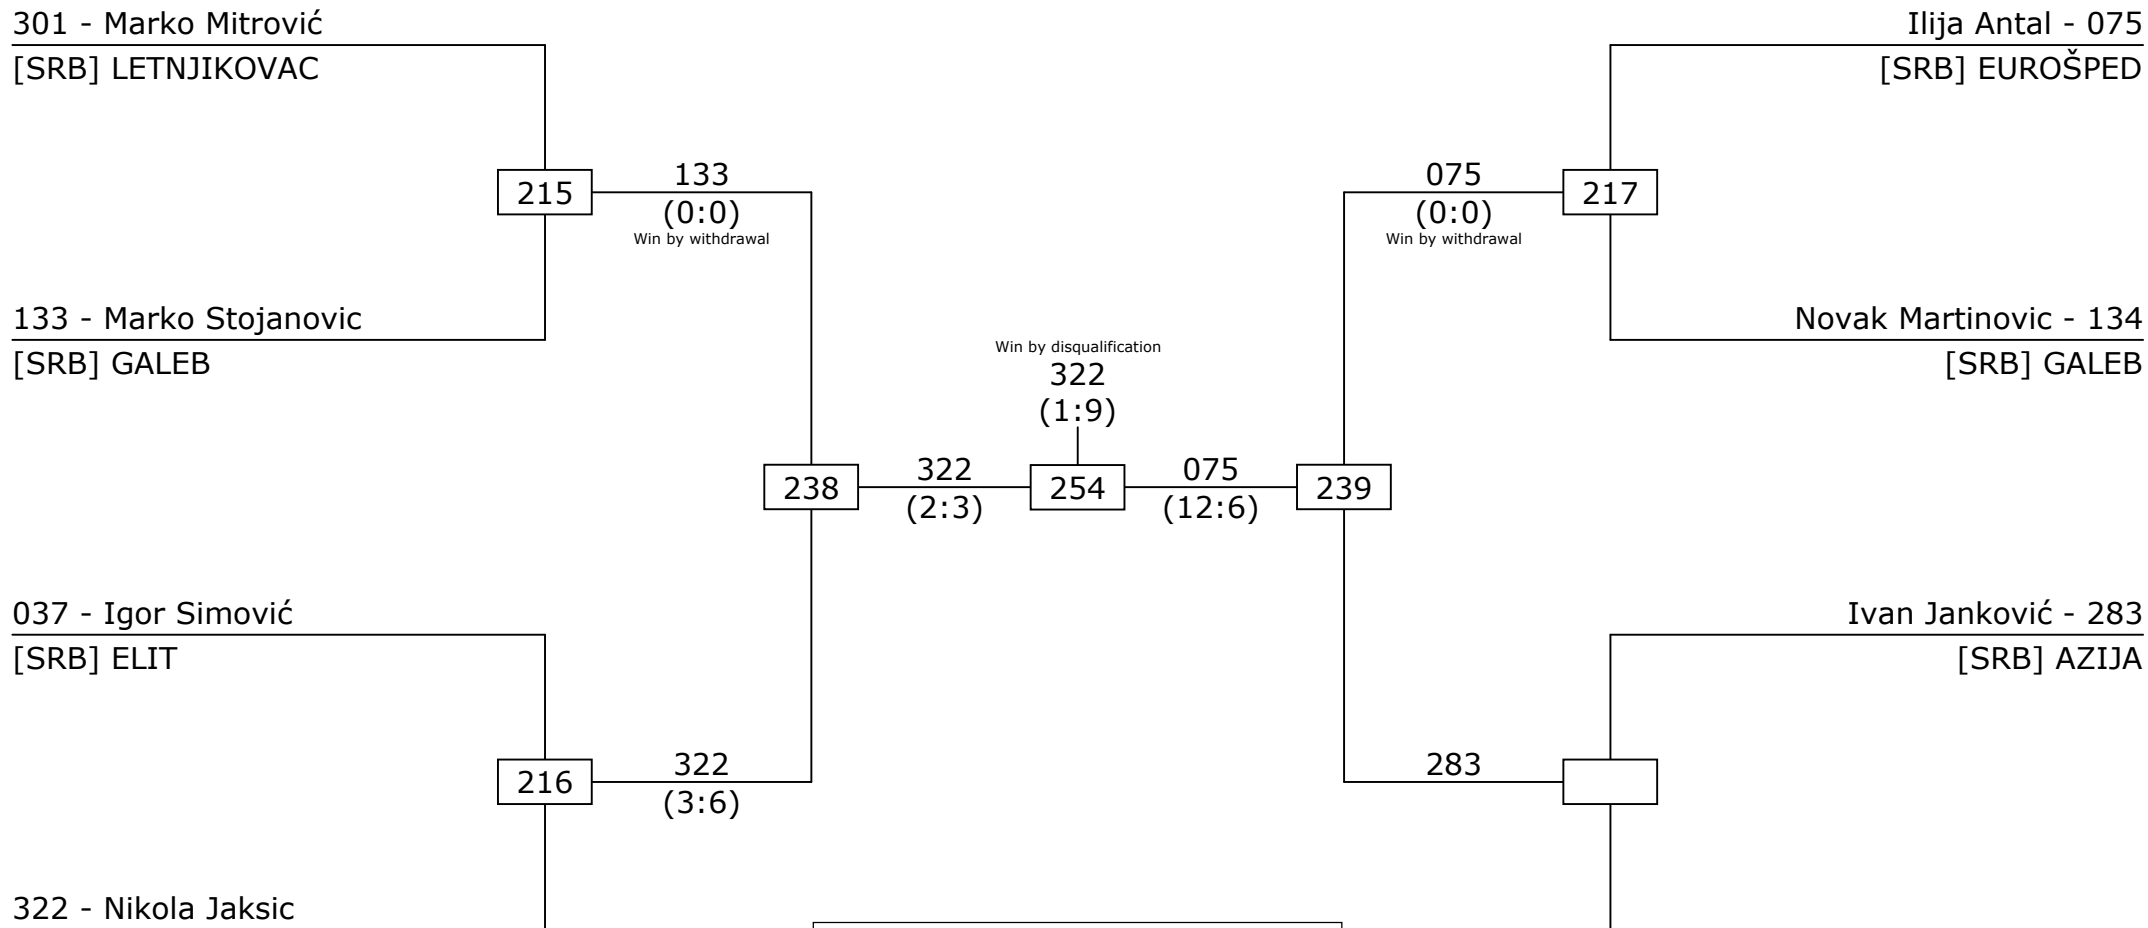 301 - Marko Mitrović
[SRB] LETNJIKOVAC
Ilija Antal - 075
[SRB] EUROŠPED
215
133
(0:0)
Win by withdrawal
075
(0:0)
Win by withdrawal
217
133 - Marko Stojanovic
[SRB] GALEB
Novak Martinovic - 134
[SRB] GALEB
Win by disqualification
322
(1:9)
238
322
(2:3)
254
075
(12:6)
239
037 - Igor Simović
[SRB] ELIT
Ivan Janković - 283
[SRB] AZIJA
216
322
(3:6)
283
322 - Nikola Jaksic